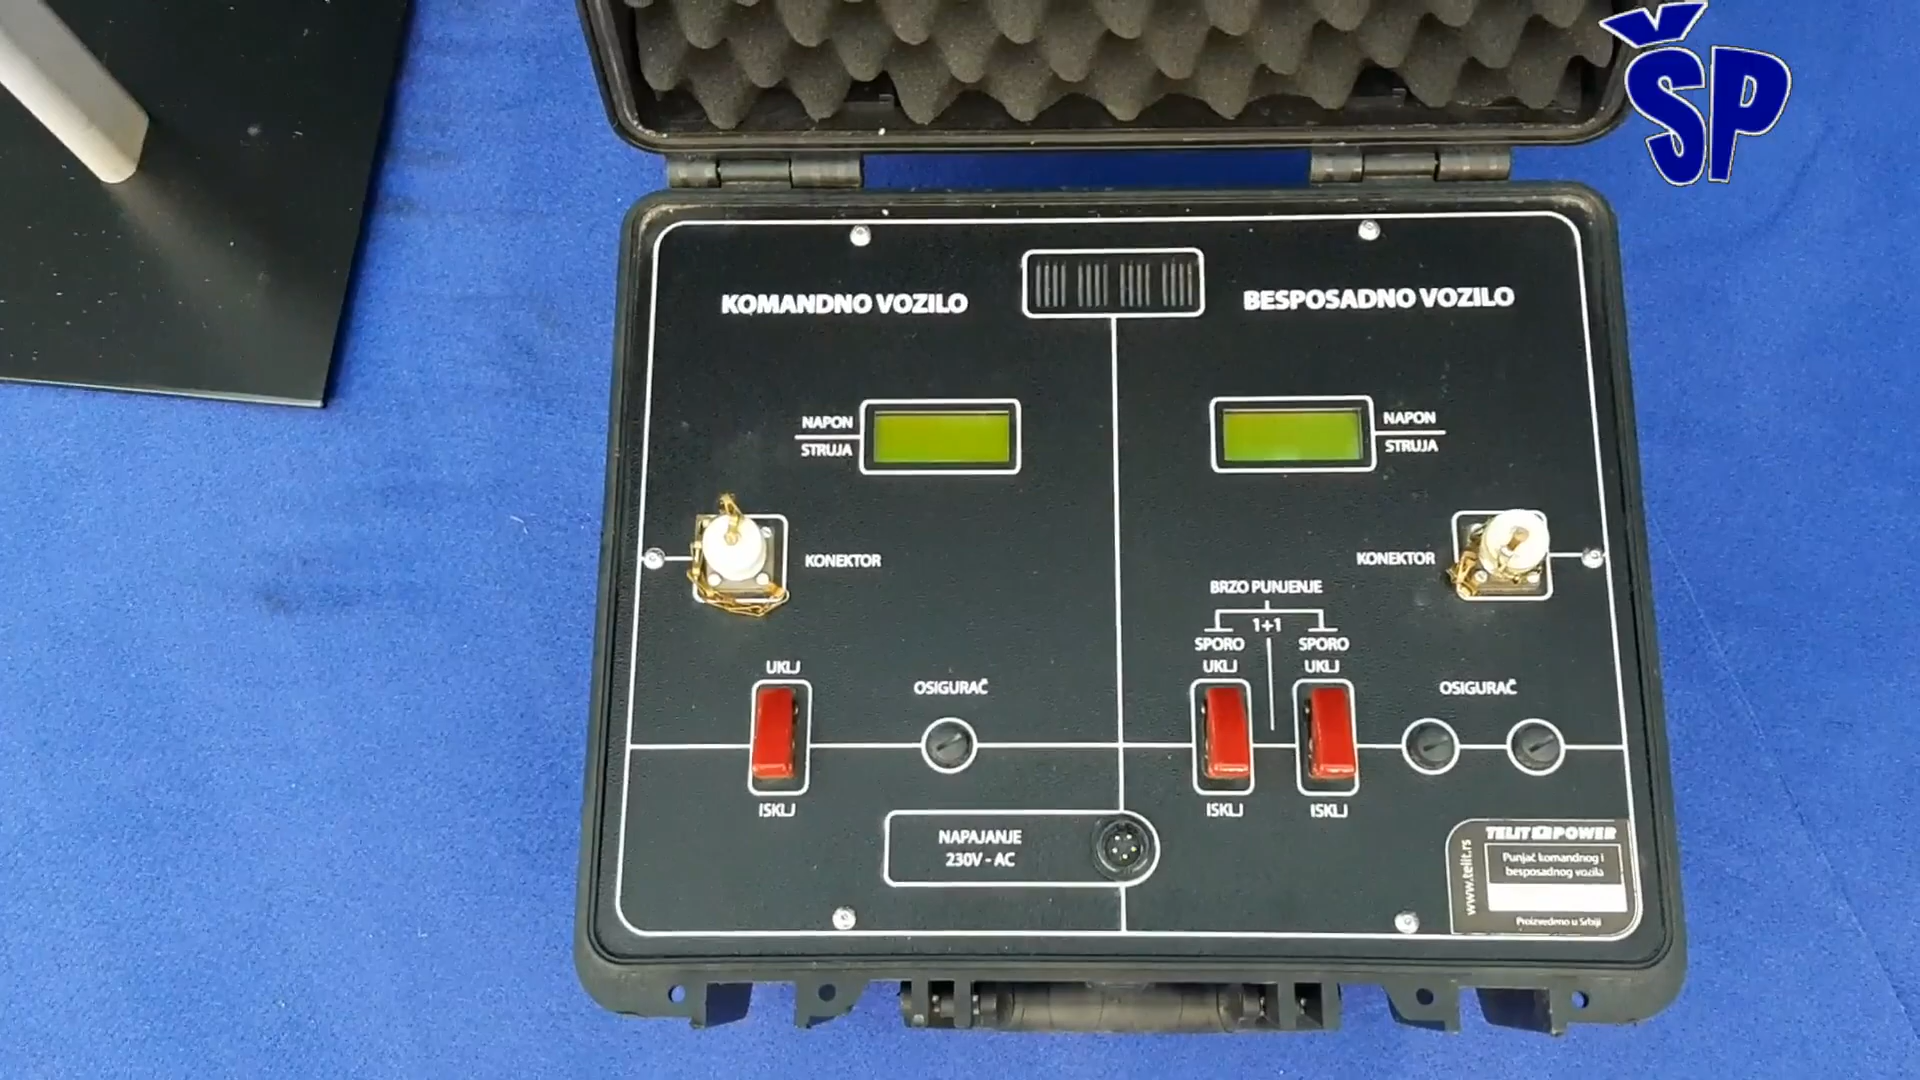 ŠP
KOMANDNO VOZILO
BESPOSADNO VOZILO
NAPON
STRUJA
NAPON
STRUJA
KONEKTOR
KONEKTOR
BRZO PUNJENJE
1+1
SPORO
SPORO
UKLJ
UKLJ
UKLJ
OSIGURAČ
OSIGURAČ
ISKLJ
ISKLJ
ISKLJ
NAPAJANJE
230V - AC
TELIT POWER
www.telit.rs
Punjač komandnog i
besposadnog vozila
Proizvedeno u Srbiji